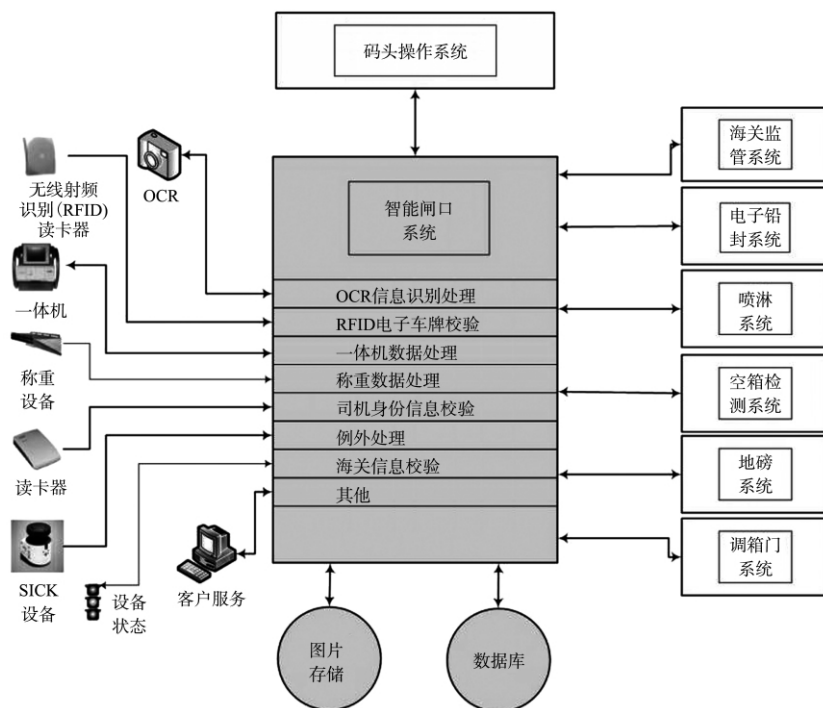 码头操作系统
智能闸口
系统
OCR信息识别处理
RFID电子车牌校验
一体机数据处理
称重数据处理
司机身份信息校验
例外处理
海关信息校验
其他
无线射频
识别(RFID)
读卡器
OCR
一体机
称重
设备
读卡器
SICK
设备
设备
状态
客户服务
图片
存储
数据库
海关监
管系统
电子铅
封系统
喷淋
系统
空箱检
测系统
地磅
系统
调箱门
系统